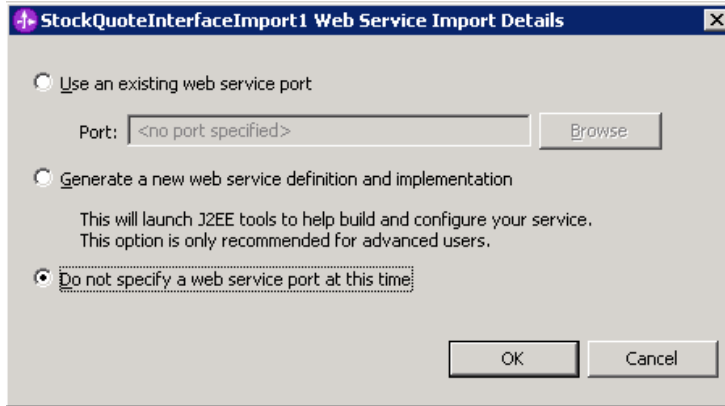 StockQuoteInterfaceImport1 Web Service Import Details
Use an existing web service port
Port: <no port specified> Browse
Generate a new web service definition and implementation
This will launch J2EE tools to help build and configure your service.
This option is only recommended for advanced users.
Do not specify a web service port at this time
OK Cancel